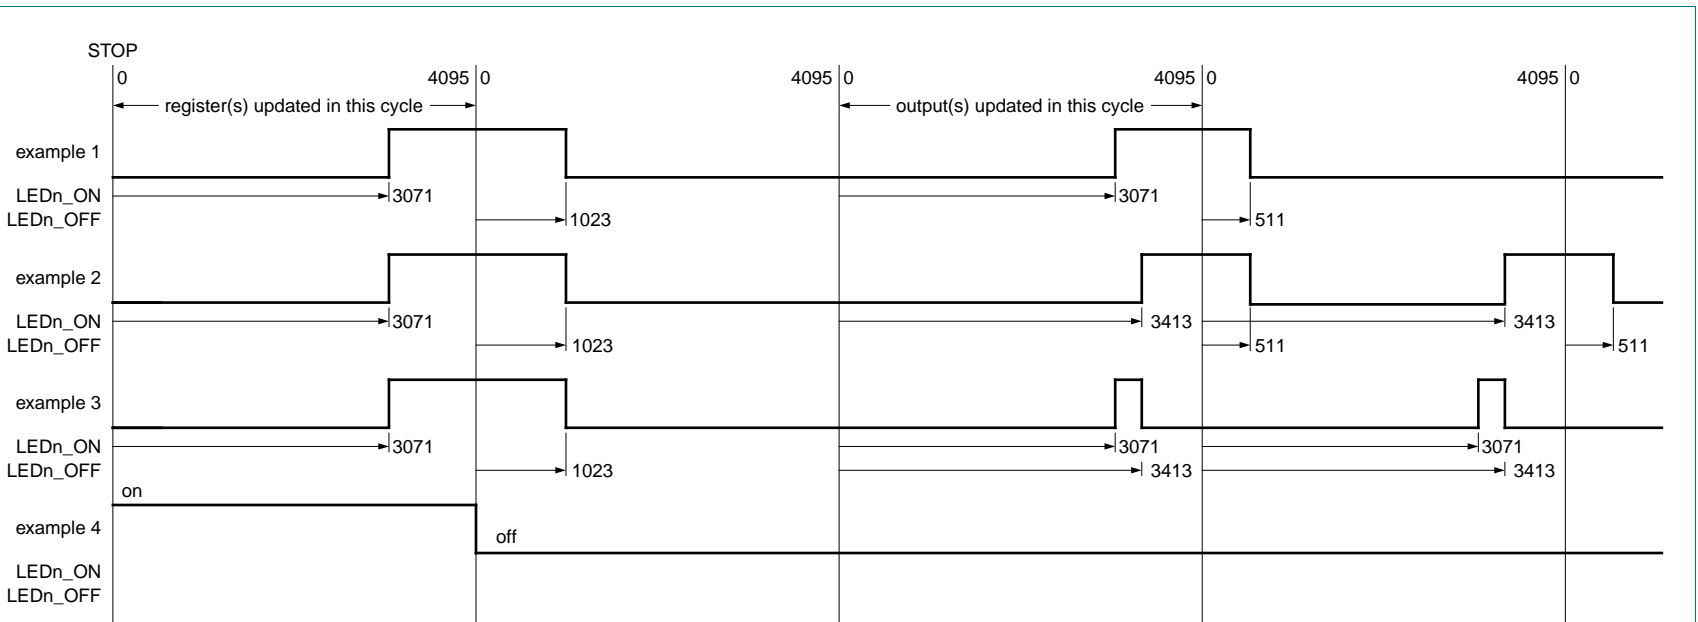 STOP
0 4095 0 4095 0 4095 0 4095 0
register(s) updated in this cycle output(s) updated in this cycle
example 1
LEDn_ON 3071 3071
LEDn_OFF 1023 511
example 2
LEDn_ON 3071 3413 3413
LEDn_OFF 1023 511 511
example 3
LEDn_ON 3071 3071 3071
LEDn_OFF 1023 3413 3413
on
example 4 off
LEDn_ON
LEDn_OFF